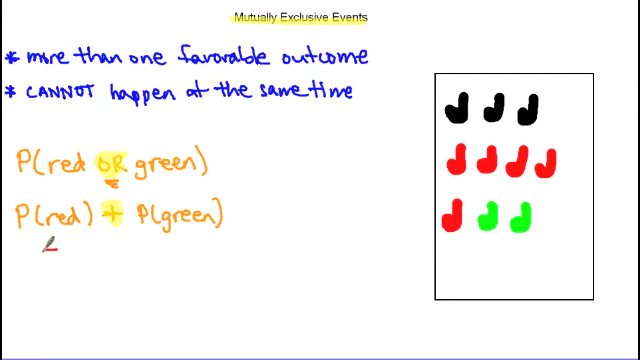 Mutually Exclusive Events
* more than one favorable outcome
* CANNOT happen at the same time
P(red OR green)
P(red) + P(green)